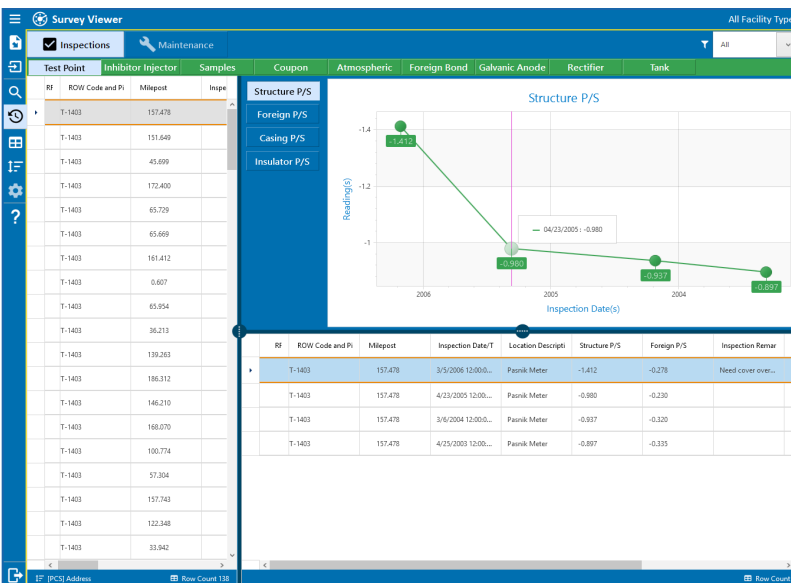 Survey Viewer
All Facility Type
Inspections
Maintenance
All
Test Point
Inhibitor Injector
Samples
Coupon
Atmospheric
Foreign Bond
Galvanic Anode
Rectifier
Tank
RF ROW Code and Pi Milepost Inspe
T-1403 157.478
T-1403 151.649
T-1403 45.699
T-1403 172.400
T-1403 65.729
T-1403 65.669
T-1403 161.412
T-1403 0.607
T-1403 65.954
T-1403 36.213
T-1403 139.263
T-1403 186.312
T-1403 146.210
T-1403 168.070
T-1403 100.774
T-1403 57.304
T-1403 157.743
T-1403 122.348
T-1403 33.942
[PCS] Address
Row Count 138
Structure P/S
Foreign P/S
Casing P/S
Insulator P/S
Structure P/S
Reading(s)
-1.4
-1.2
-1
-1.412
04/23/2005 : -0.980
-0.980
-0.937
-0.897
2006
2005
2004
Inspection Date(s)
RF ROW Code and Pi Milepost Inspection Date/T Location Descripti Structure P/S Foreign P/S Inspection Remar
T-1403 157.478 3/5/2006 12:00:0... Pasnik Meter -1.412 -0.278 Need cover over...
T-1403 157.478 4/23/2005 12:00:... Pasnik Meter -0.980 -0.230
T-1403 157.478 3/6/2004 12:00:0... Pasnik Meter -0.937 -0.320
T-1403 157.478 4/25/2003 12:00:... Pasnik Meter -0.897 -0.335
Row Count